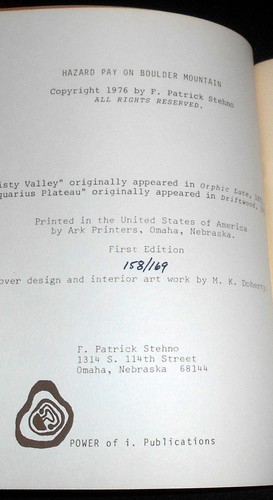 HAZARD PAY ON BOULDER MOUNTAIN
Copyright 1976 by F. Patrick Stehno
ALL RIGHTS RESERVED.
isty Valley" originally appeared in Orphic Lute,
quarius Plateau" originally appeared in Driftwood,
Printed in the United States of America
by Ark Printers, Omaha, Nebraska.
First Edition
158/169
over design and interior art work by M. K. Doherty
F. Patrick Stehno
1314 S. 114th Street
Omaha, Nebraska 68144
POWER of i. Publications